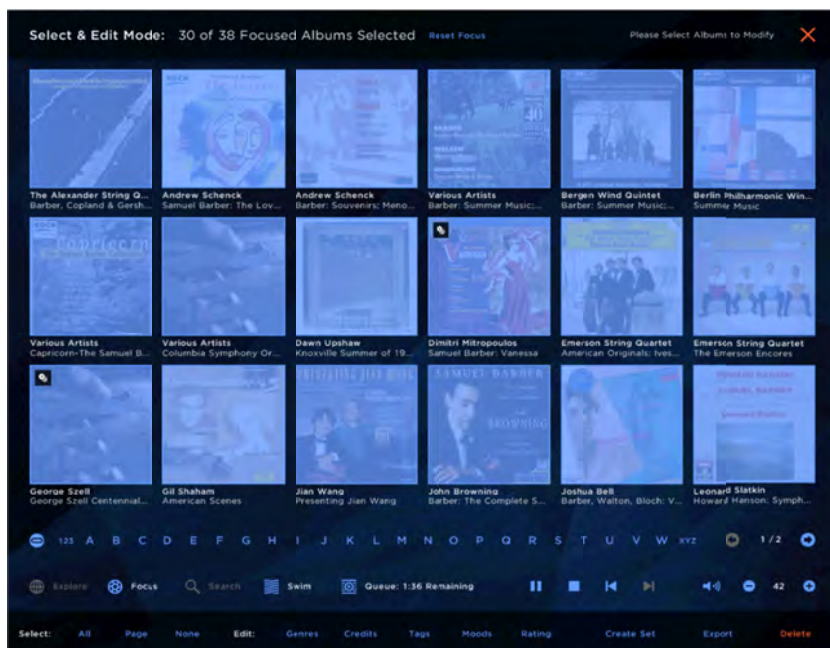 Select & Edit Mode: 30 of 38 Focused Albums Selected Reset Focus Please Select Albums to Modify
The Alexander String Q... Andrew Schenck Andrew Schenck Various Artists Bergen Wind Quintet Berlin Philharmonic Win...
Barber, Copland & Gersh... Samuel Barber: The Lov... Barber: Souvenirs; Meno... Barber: Summer Music;... Barber: Summer Music;... Summer Music
Capricorn
Various Artists Various Artists Dawn Upshaw Dimitri Mitropoulos Emerson String Quartet Emerson String Quartet
Capricorn-The Samuel B... Columbia Symphony Or... Knoxville Summer of 19... Samuel Barber: Vanessa American Originals: Ives... The Emerson Encores
PRESENTING JIAN WANG SAMUEL BARBER
BROWNING
George Szell Gil Shaham Jian Wang John Browning Joshua Bell Leonard Slatkin
George Szell Centennial... American Scenes Presenting Jian Wang Barber: The Complete S... Barber, Walton, Bloch: V... Howard Hanson: Symph...
123 A B C D E F G H I J K L M N O P Q R S T U V W XYZ 1/2
Explore Focus Search Swim Queue: 1:36 Remaining 42
Select: All Page None Edit: Genres Credits Tags Moods Rating Create Set Export Delete